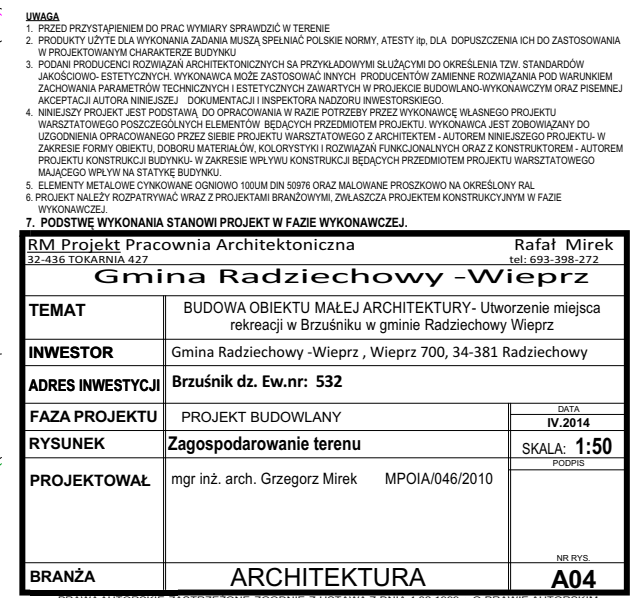 UWAGA
1. PRZED PRZYSTĄPIENIEM DO PRAC WYMIARY SPRAWDZIĆ W TERENIE
2. PRODUKTY UŻYTE DLA WYKONANIA ZADANIA MUSZĄ SPEŁNIAĆ POLSKIE NORMY, ATESTY itp, DLA DOPUSZCZENIA ICH DO ZASTOSOWANIA
W PROJEKTOWANYM CHARAKTERZE BUDYNKU
3. PODANI PRODUCENCI ROZWIĄZAŃ ARCHITEKTONICZNYCH SĄ PRZYKŁADOWYMI SŁUŻĄCYMI DO OKREŚLENIA TZW. STANDARDÓW
JAKOŚCIOWO- ESTETYCZNYCH. WYKONAWCA MOŻE ZASTOSOWAĆ INNYCH PRODUCENTÓW ZAMIENNE ROZWIĄZANIA POD WARUNKIEM
ZACHOWANIA PARAMETRÓW TECHNICZNYCH I ESTETYCZNYCH ZAWARTYCH W PROJEKCIE BUDOWLANO-WYKONAWCZYM ORAZ PISEMNEJ
AKCEPTACJI AUTORA NINIEJSZEJ DOKUMENTACJI I INSPEKTORA NADZORU INWESTORSKIEGO.
4. NINIEJSZY PROJEKT JEST PODSTAWĄ DO OPRACOWANIA W RAZIE POTRZEBY PRZEZ WYKONAWCĘ WŁASNEGO PROJEKTU
WARSZTATOWEGO POSZCZEGÓLNYCH ELEMENTÓW BĘDĄCYCH PRZEDMIOTEM PROJEKTU. WYKONAWCA JEST ZOBOWIĄZANY DO
UZGODNIENIA OPRACOWANEGO PRZEZ SIEBIE PROJEKTU WARSZTATOWEGO Z ARCHITEKTEM - AUTOREM NINIEJSZEGO PROJEKTU- W
ZAKRESIE FORMY OBIEKTU, DOBORU MATERIAŁÓW, KOLORYSTYKI I ROZWIĄZAŃ FUNKCJONALNYCH ORAZ Z KONSTRUKTOREM - AUTOREM
PROJEKTU KONSTRUKCJI BUDYNKU- W ZAKRESIE WPŁYWU KONSTRUKCJI BĘDĄCYCH PRZEDMIOTEM PROJEKTU WARSZTATOWEGO
MAJĄCEGO WPŁYW NA STATYKĘ BUDYNKU.
5. ELEMENTY METALOWE CYNKOWANE OGNIOWO 100UM DIN 50976 ORAZ MALOWANE PROSZKOWO NA OKREŚLONY RAL
6. PROJEKT NALEŻY ROZPATRYWAĆ WRAZ Z PROJEKTAMI BRANŻOWYMI, ZWŁASZCZA PROJEKTEM KONSTRUKCYJNYM W FAZIE
WYKONAWCZEJ.
7. PODSTWĘ WYKONANIA STANOWI PROJEKT W FAZIE WYKONAWCZEJ.
RM Projekt Pracownia Architektoniczna Rafał Mirek
32-436 TOKARNIA 427 tel: 693-398-272
Gmina Radziechowy -Wieprz
TEMAT BUDOWA OBIEKTU MAŁEJ ARCHITEKTURY- Utworzenie miejsca
rekreacji w Brzuśniku w gminie Radziechowy Wieprz
INWESTOR Gmina Radziechowy -Wieprz , Wieprz 700, 34-381 Radziechowy
ADRES INWESTYCJI Brzuśnik dz. Ew.nr: 532
FAZA PROJEKTU PROJEKT BUDOWLANY DATA
IV.2014
RYSUNEK Zagospodarowanie terenu SKALA: 1:50
PODPIS
PROJEKTOWAŁ mgr inż. arch. Grzegorz Mirek MPOIA/046/2010
NR RYS.
BRANŻA ARCHITEKTURA A04